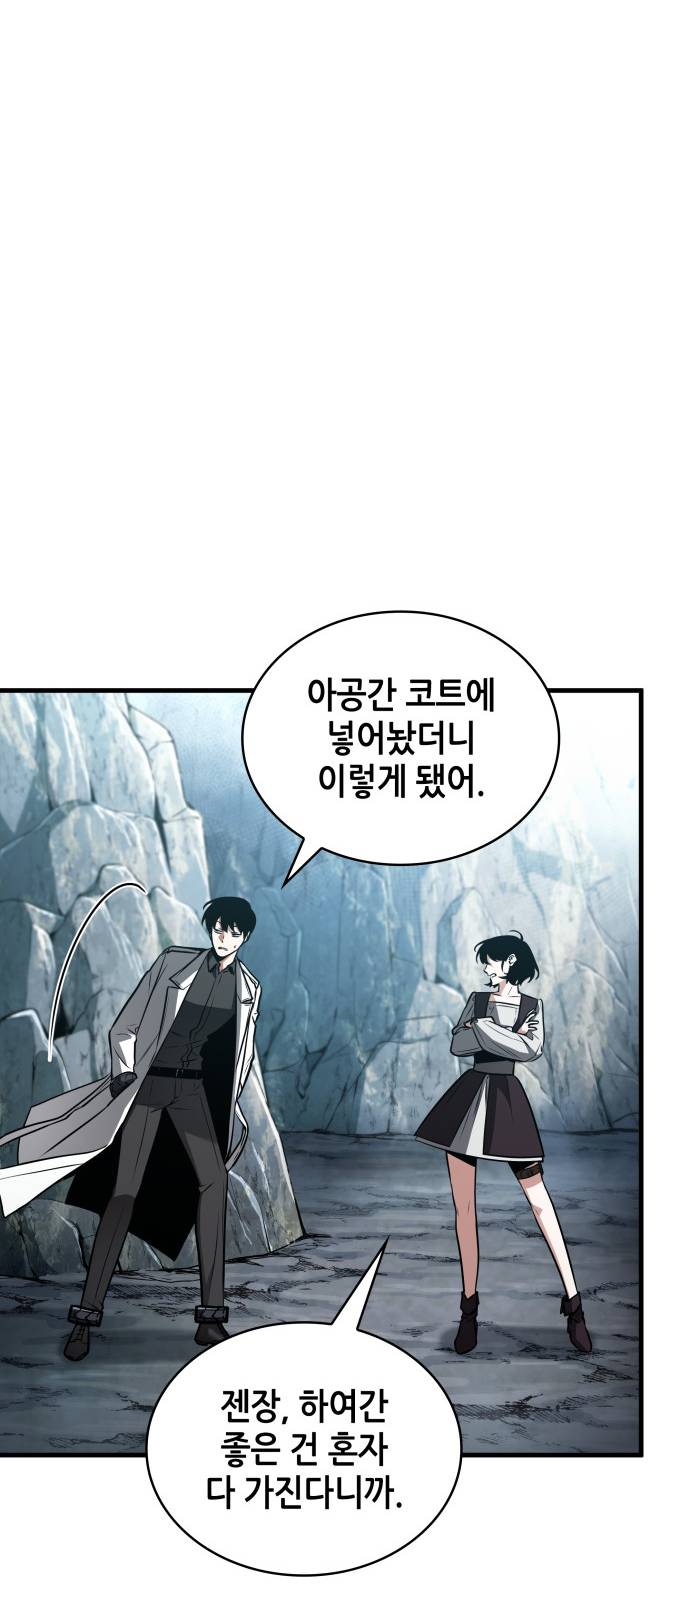 아공간 코트에
넣어놨더니
이렇게 됐어.
젠장, 하여간
좋은 건 혼자
다 가진다니까.